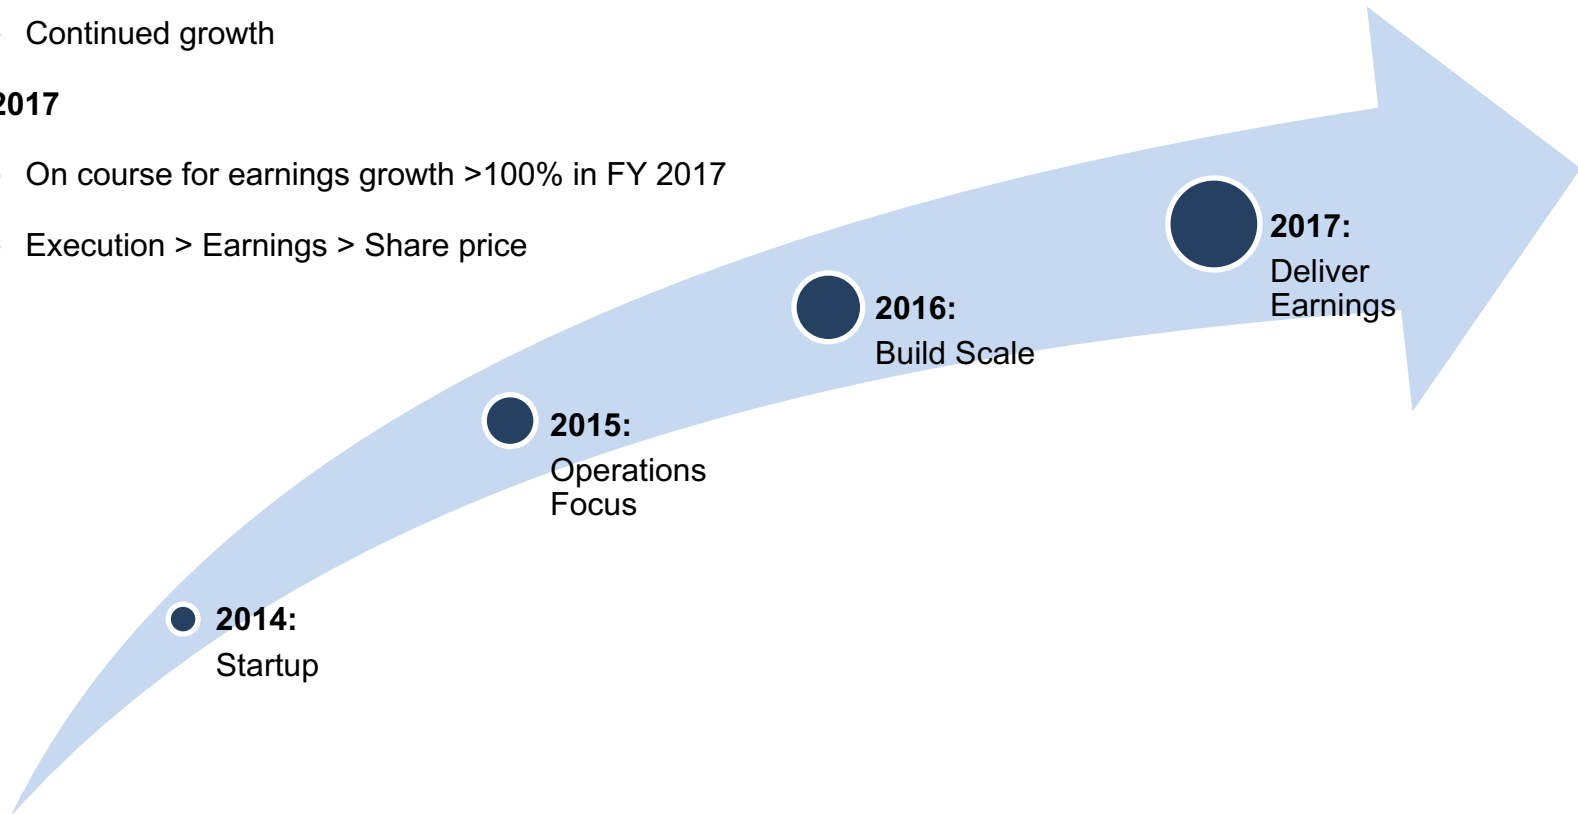 Continued growth
2017
On course for earnings growth >100% in FY 2017
Execution > Earnings > Share price
2017:
Deliver
Earnings
2016:
Build Scale
2015:
Operations
Focus
2014:
Startup